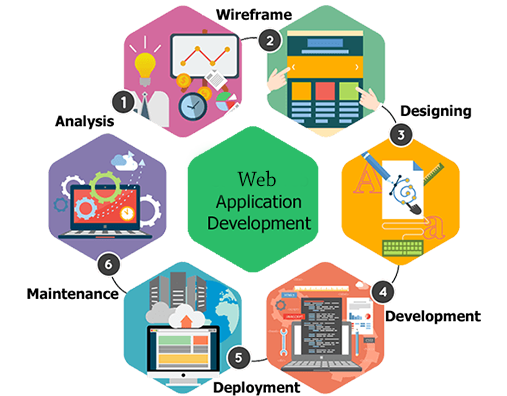 Wireframe
2
1
Analysis
Designing
3
A
a
Web
Application
Development
6
Maintenance
4
Development
5
Deployment